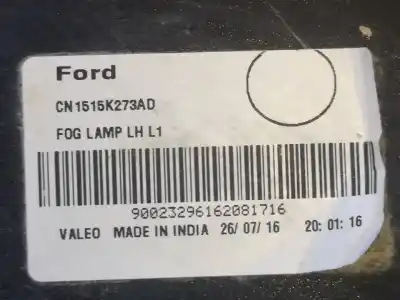 Ford
CN1515K273AD
FOG LAMP LH L1
90023296162081716
VALEO MADE IN INDIA 26/07/16 20:01:16